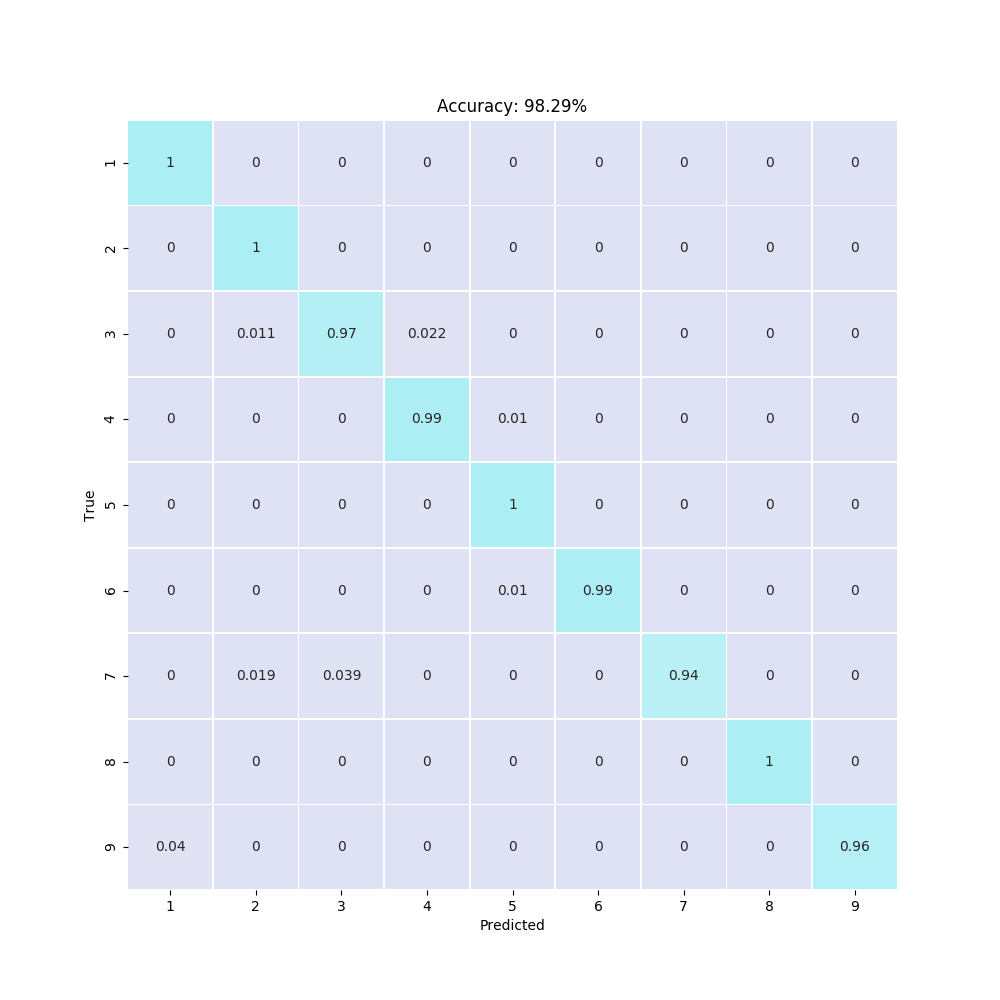 Accuracy: 98.29%
1 1 0 0 0 0 0 0 0 0
2 0 1 0 0 0 0 0 0 0
3 0 0.011 0.97 0.022 0 0 0 0 0
4 0 0 0 0.99 0.01 0 0 0 0
True
5 0 0 0 0 1 0 0 0 0
6 0 0 0 0 0.01 0.99 0 0 0
7 0 0.019 0.039 0 0 0 0.94 0 0
8 0 0 0 0 0 0 0 1 0
9 0.04 0 0 0 0 0 0 0 0.96
1 2 3 4 5 6 7 8 9
Predicted